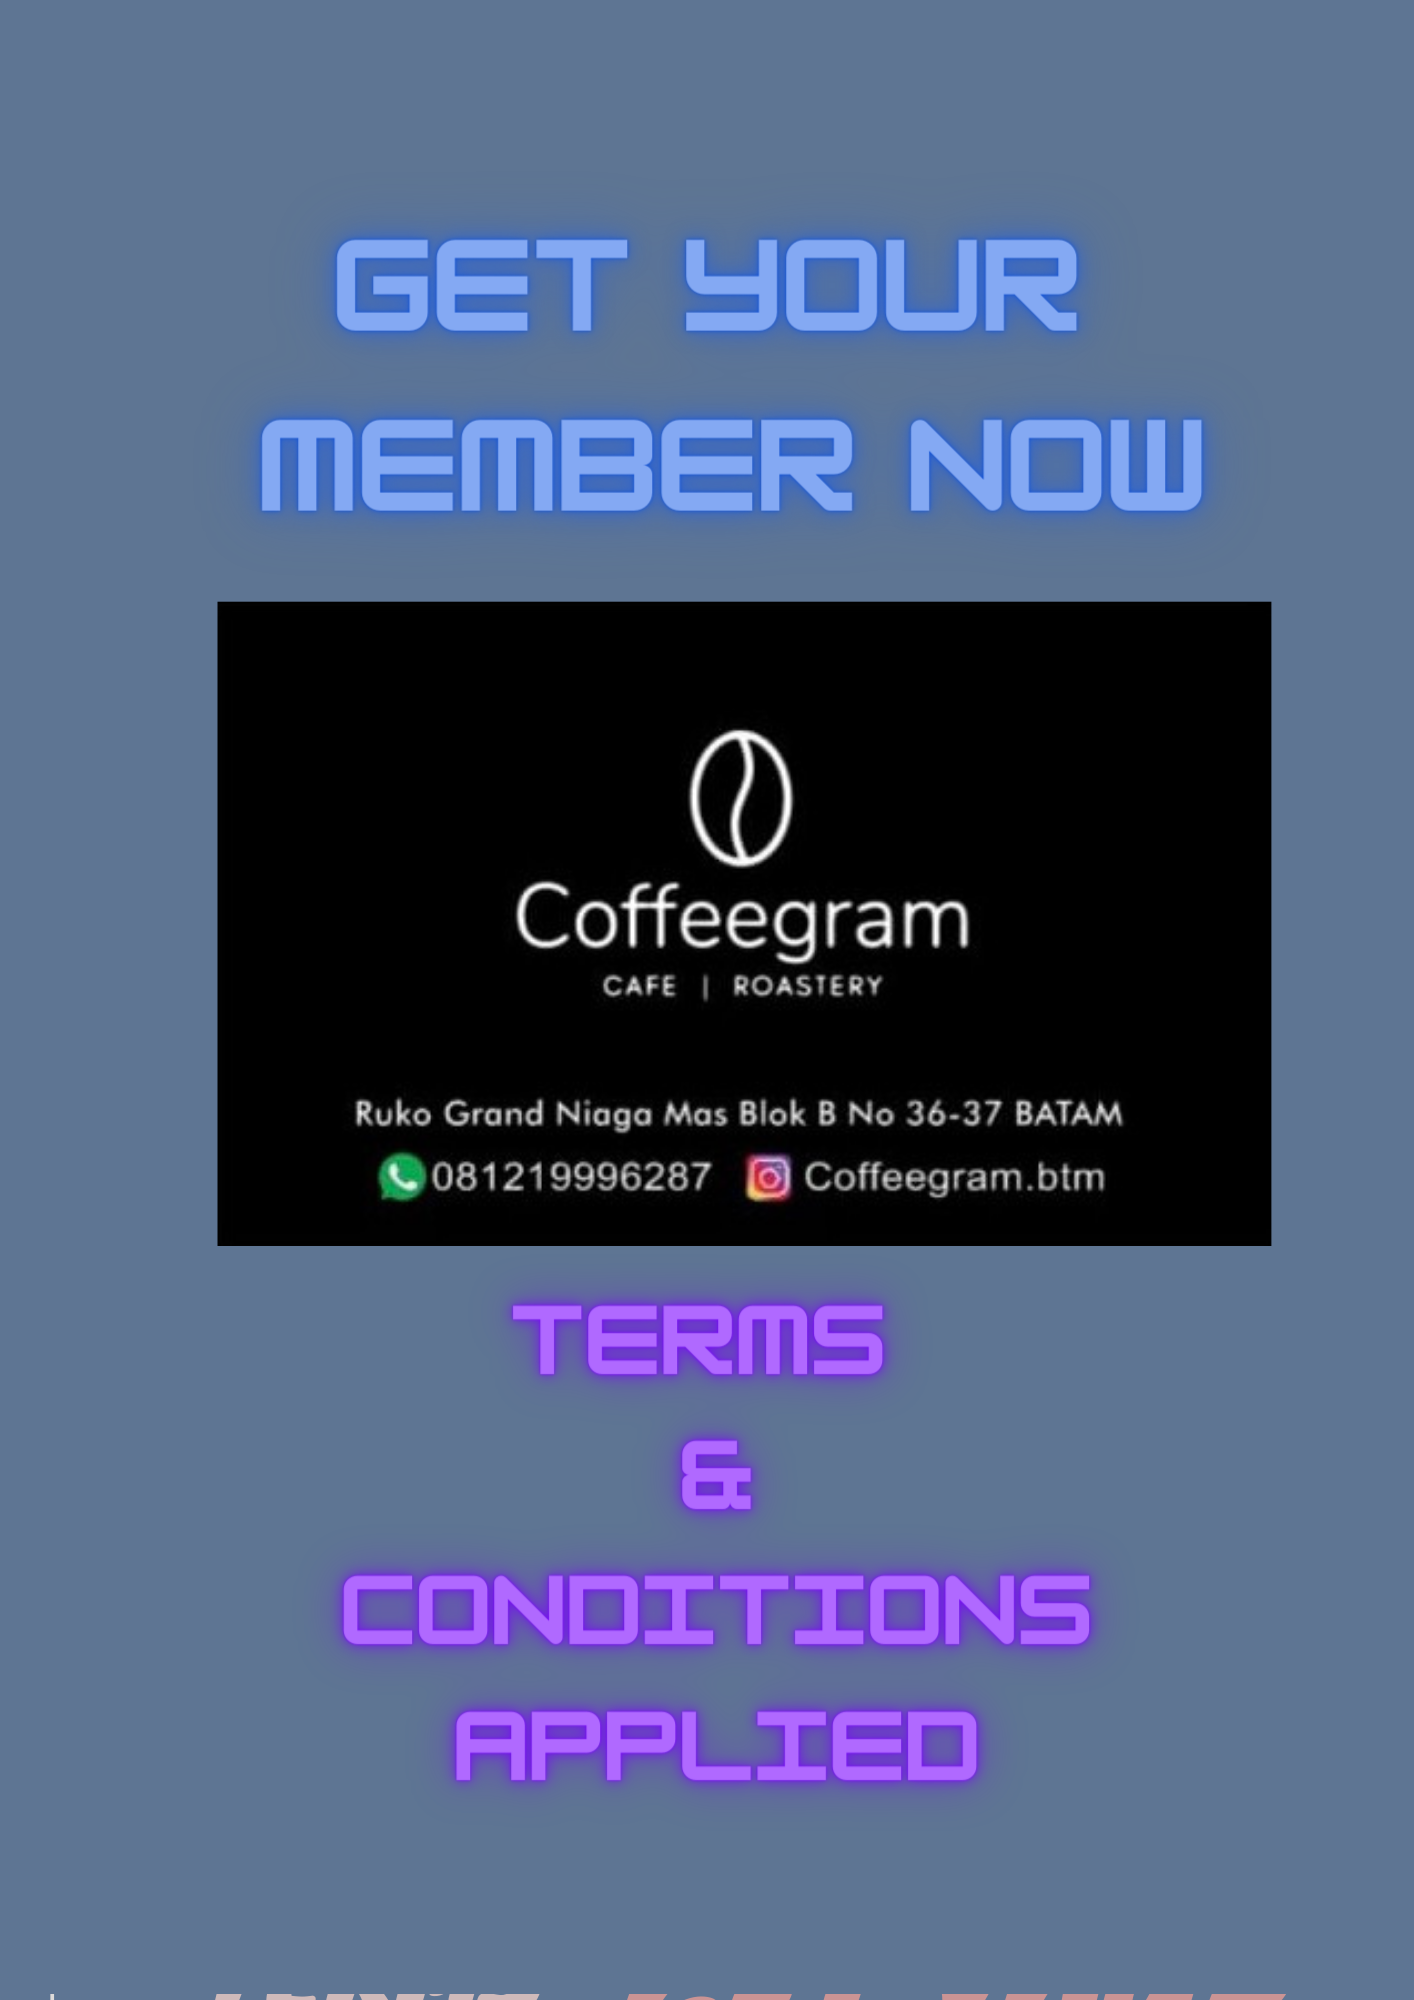 GET YOUR
MEMBER NOW
Coffeegram
CAFE | ROASTERY
Ruko Grand Niaga Mas Blok B No 36-37 BATAM
081219996287 Coffeegram.btm
TERMS
&
CONDITIONS
APPLIED